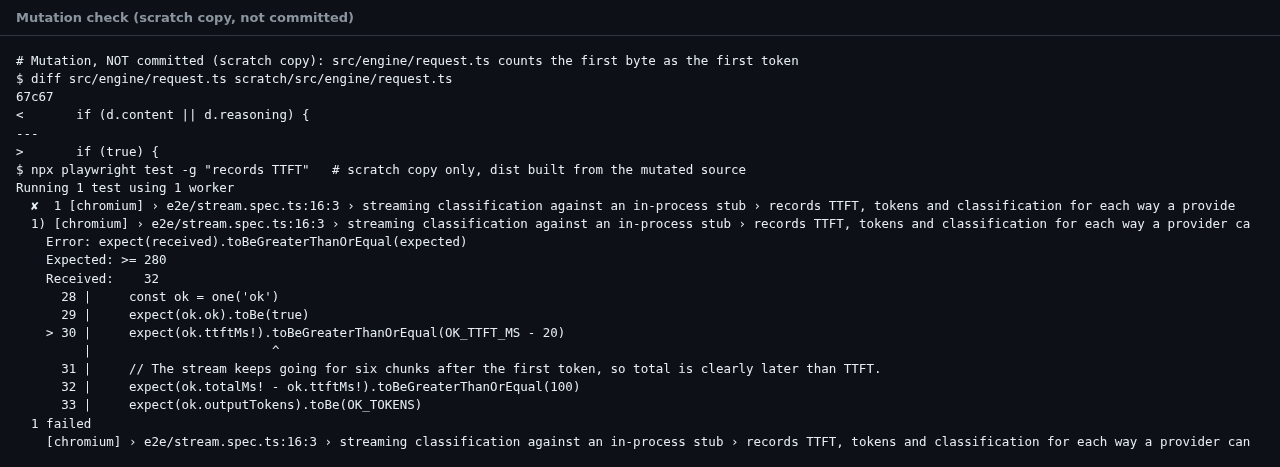 Mutation check (scratch copy, not committed)
# Mutation, NOT committed (scratch copy): src/engine/request.ts counts the first byte as the first token
$ diff src/engine/request.ts scratch/src/engine/request.ts
67c67
<       if (d.content || d.reasoning) {
---
>       if (true) {
$ npx playwright test -g "records TTFT"   # scratch copy only, dist built from the mutated source
Running 1 test using 1 worker
  ✘  1 [chromium] › e2e/stream.spec.ts:16:3 › streaming classification against an in-process stub › records TTFT, tokens and classification for each way a provide
  1) [chromium] › e2e/stream.spec.ts:16:3 › streaming classification against an in-process stub › records TTFT, tokens and classification for each way a provider ca
    Error: expect(received).toBeGreaterThanOrEqual(expected)
    Expected: >= 280
    Received:    32
      28 |     const ok = one('ok')
      29 |     expect(ok.ok).toBe(true)
    > 30 |     expect(ok.ttftMs!).toBeGreaterThanOrEqual(OK_TTFT_MS - 20)
         |                        ^
      31 |     // The stream keeps going for six chunks after the first token, so total is clearly later than TTFT.
      32 |     expect(ok.totalMs! - ok.ttftMs!).toBeGreaterThanOrEqual(100)
      33 |     expect(ok.outputTokens).toBe(OK_TOKENS)
  1 failed
    [chromium] › e2e/stream.spec.ts:16:3 › streaming classification against an in-process stub › records TTFT, tokens and classification for each way a provider can